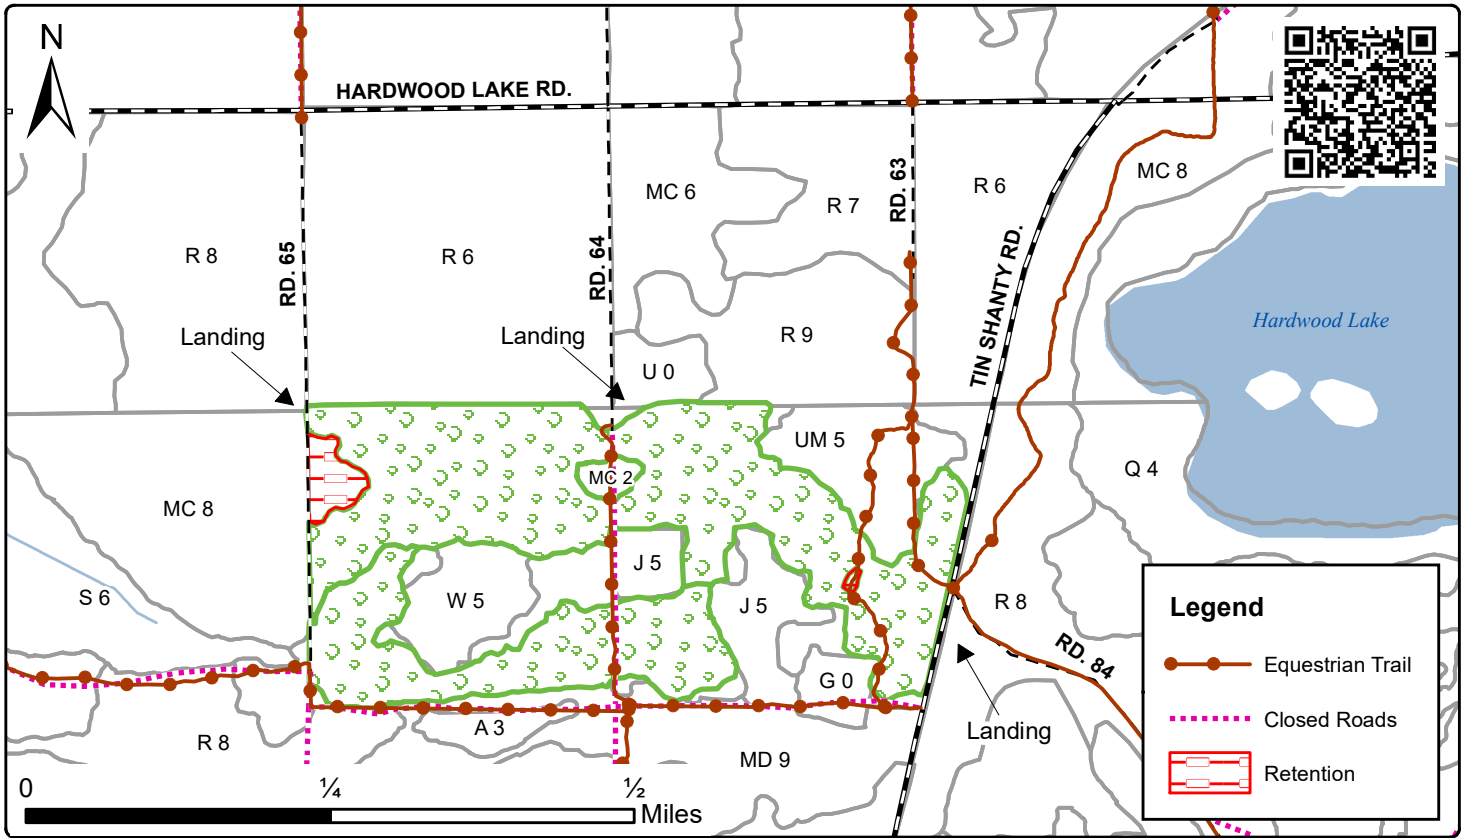 N
HARDWOOD LAKE RD.
MC 6
R 7
RD. 63
R 6
MC 8
R 8
RD. 65
R 6
RD. 64
TIN SHANTY RD.
Hardwood Lake
Landing
Landing
R 9
U 0
UM 5
Q 4
MC 8
MC 2
J 5
S 6
W 5
J 5
R 8
RD. 84
G 0
A 3
R 8
MD 9
Landing
Legend
Equestrian Trail
Closed Roads
Retention
0 ¼ ½
Miles